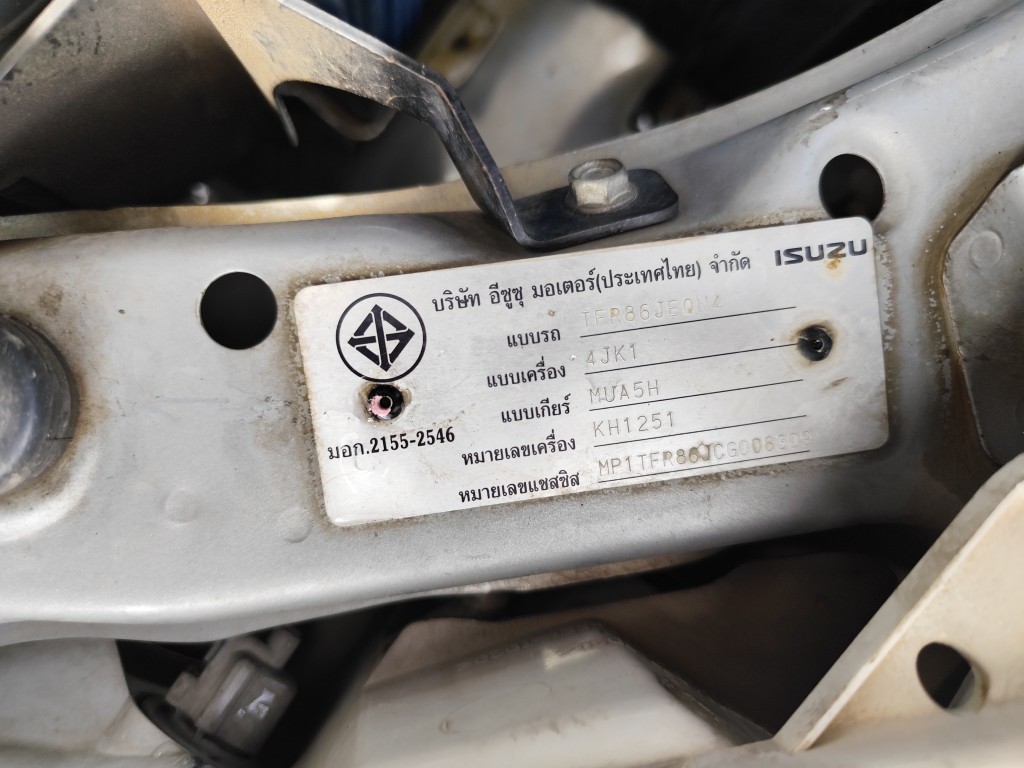 บริษัท อีซูซุ มอเตอร์(ประเทศไทย) จำกัด ISUZU
แบบรถ
แบบเครื่อง 4JK1
แบบเกียร์ MUA5H
มอก.2155-2546
หมายเลขเครื่อง KH1251
หมายเลขแชสซิส